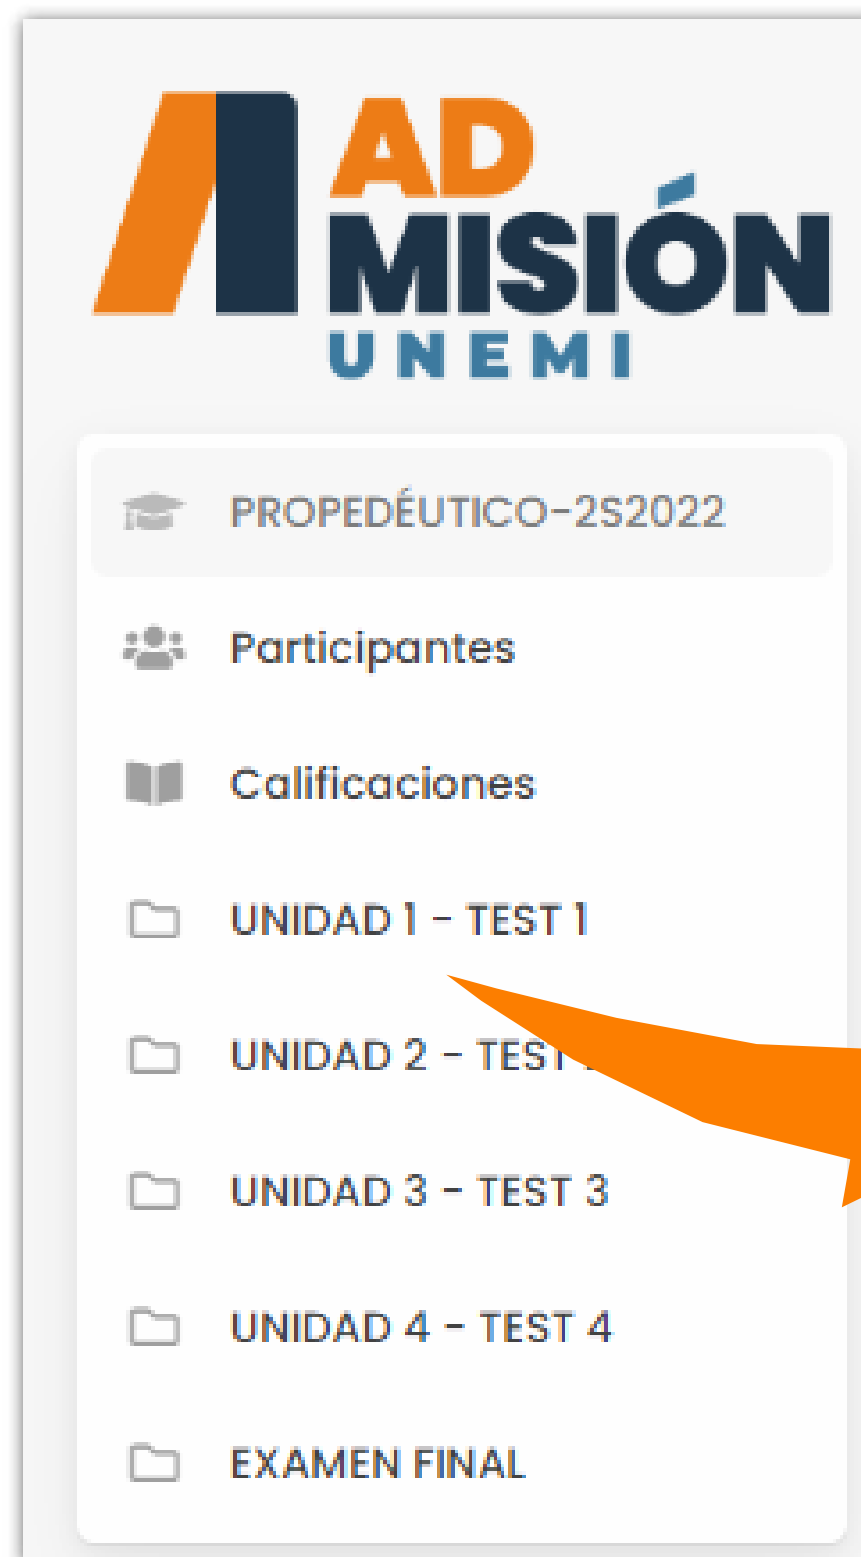 AD
MISIÓN
UNEMI
PROPEDÉUTICO-2S2022
Participantes
Calificaciones
UNIDAD 1 - TEST 1
UNIDAD 2 - TEST
UNIDAD 3 - TEST 3
UNIDAD 4 - TEST 4
EXAMEN FINAL